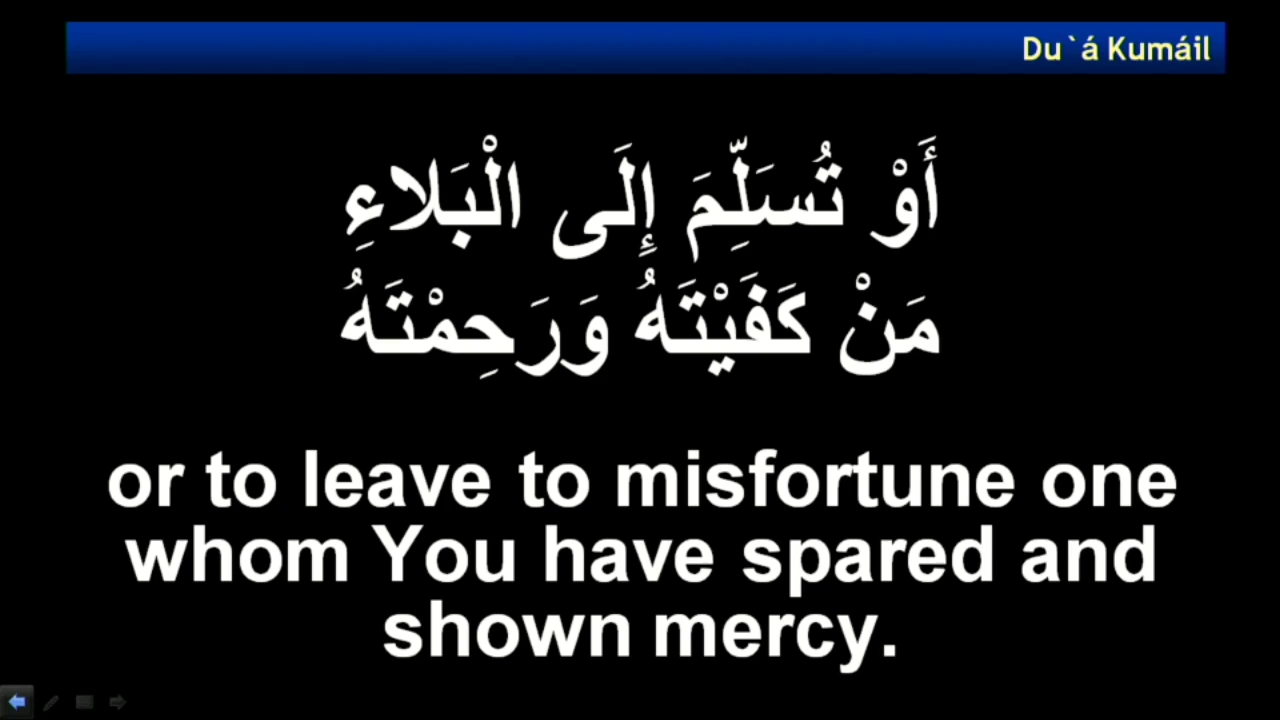 Du`á Kumáil
أَوْ تُسَلِّمَ إِلَى الْبَلاءِ
مَنْ كَفَيْتَهُ وَرَحِمْتَهُ
or to leave to misfortune one
whom You have spared and
shown mercy.